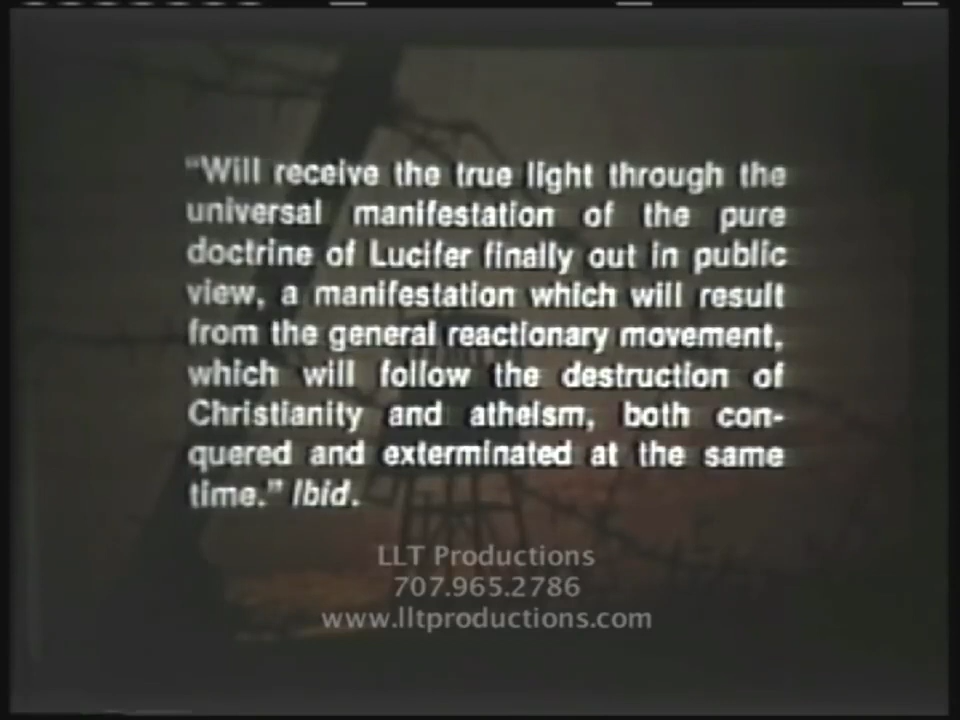 “Will receive the true light through the
universal manifestation of the pure
doctrine of Lucifer finally out in public
view, a manifestation which will result
from the general reactionary movement,
which will follow the destruction of
Christianity and atheism, both con-
quered and exterminated at the same
time.” Ibid.
LLT Productions
707.965.2786
www.lltproductions.com